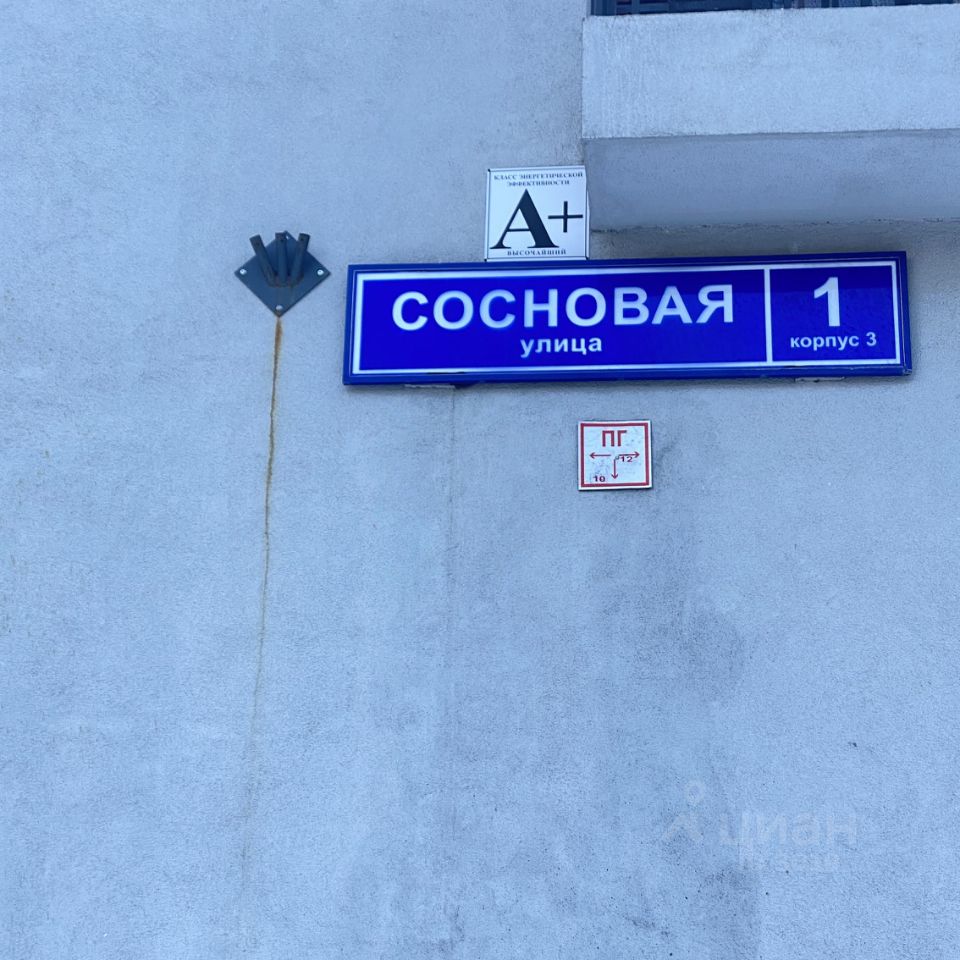 КЛАСС ЭНЕРГЕТИЧЕСКОЙ
ЭФФЕКТИВНОСТИ
А+
ВЫСОЧАЙШИЙ
СОСНОВАЯ
улица
1
корпус 3
ПГ
12
10
циан